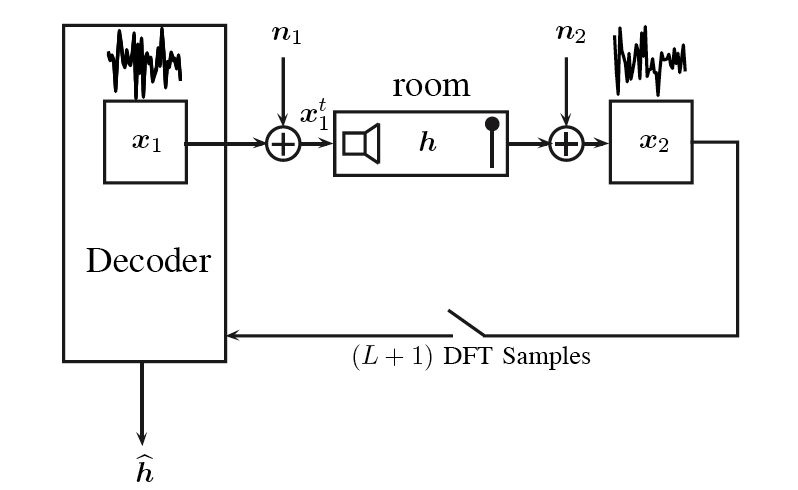 n₁
n₂
room
x₁
x₁ᵗ
h
x₂
Decoder
(L + 1) DFT Samples
ĥ